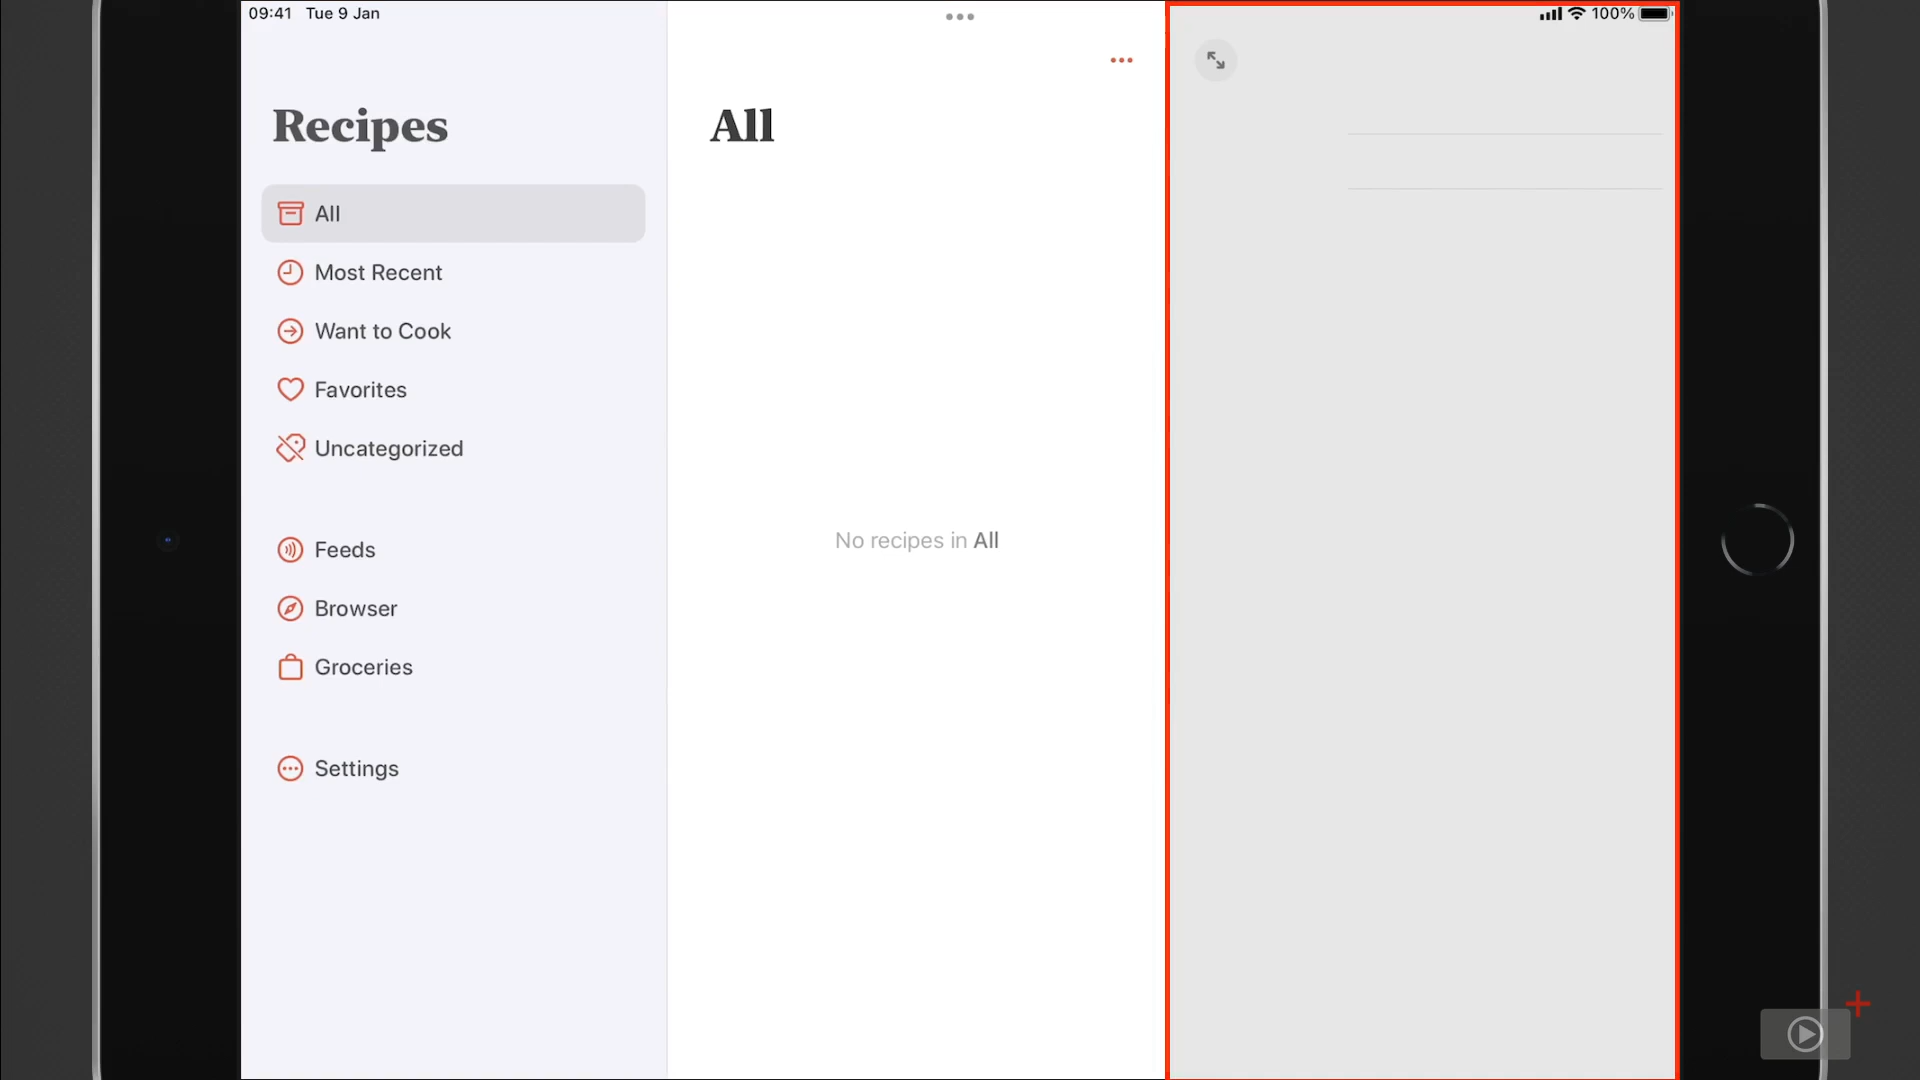 09:41 Tue 9 Jan
100%
Recipes
All
Most Recent
Want to Cook
Favorites
Uncategorized
Feeds
Browser
Groceries
Settings
All
No recipes in All